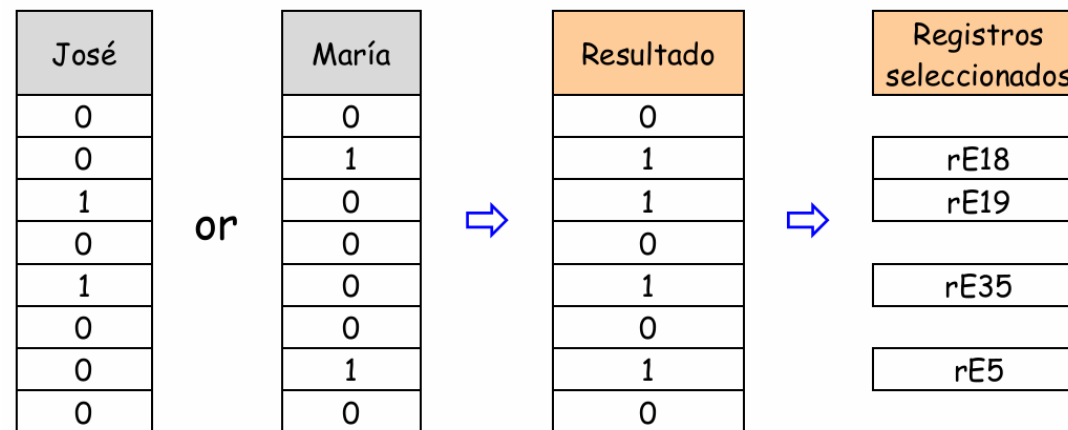 José María Resultado Registros
seleccionados
0 0 0
0 1 1 rE18
1 0 1 rE19
or
0 0 0
1 0 1 rE35
0 0 0
0 1 1 rE5
0 0 0